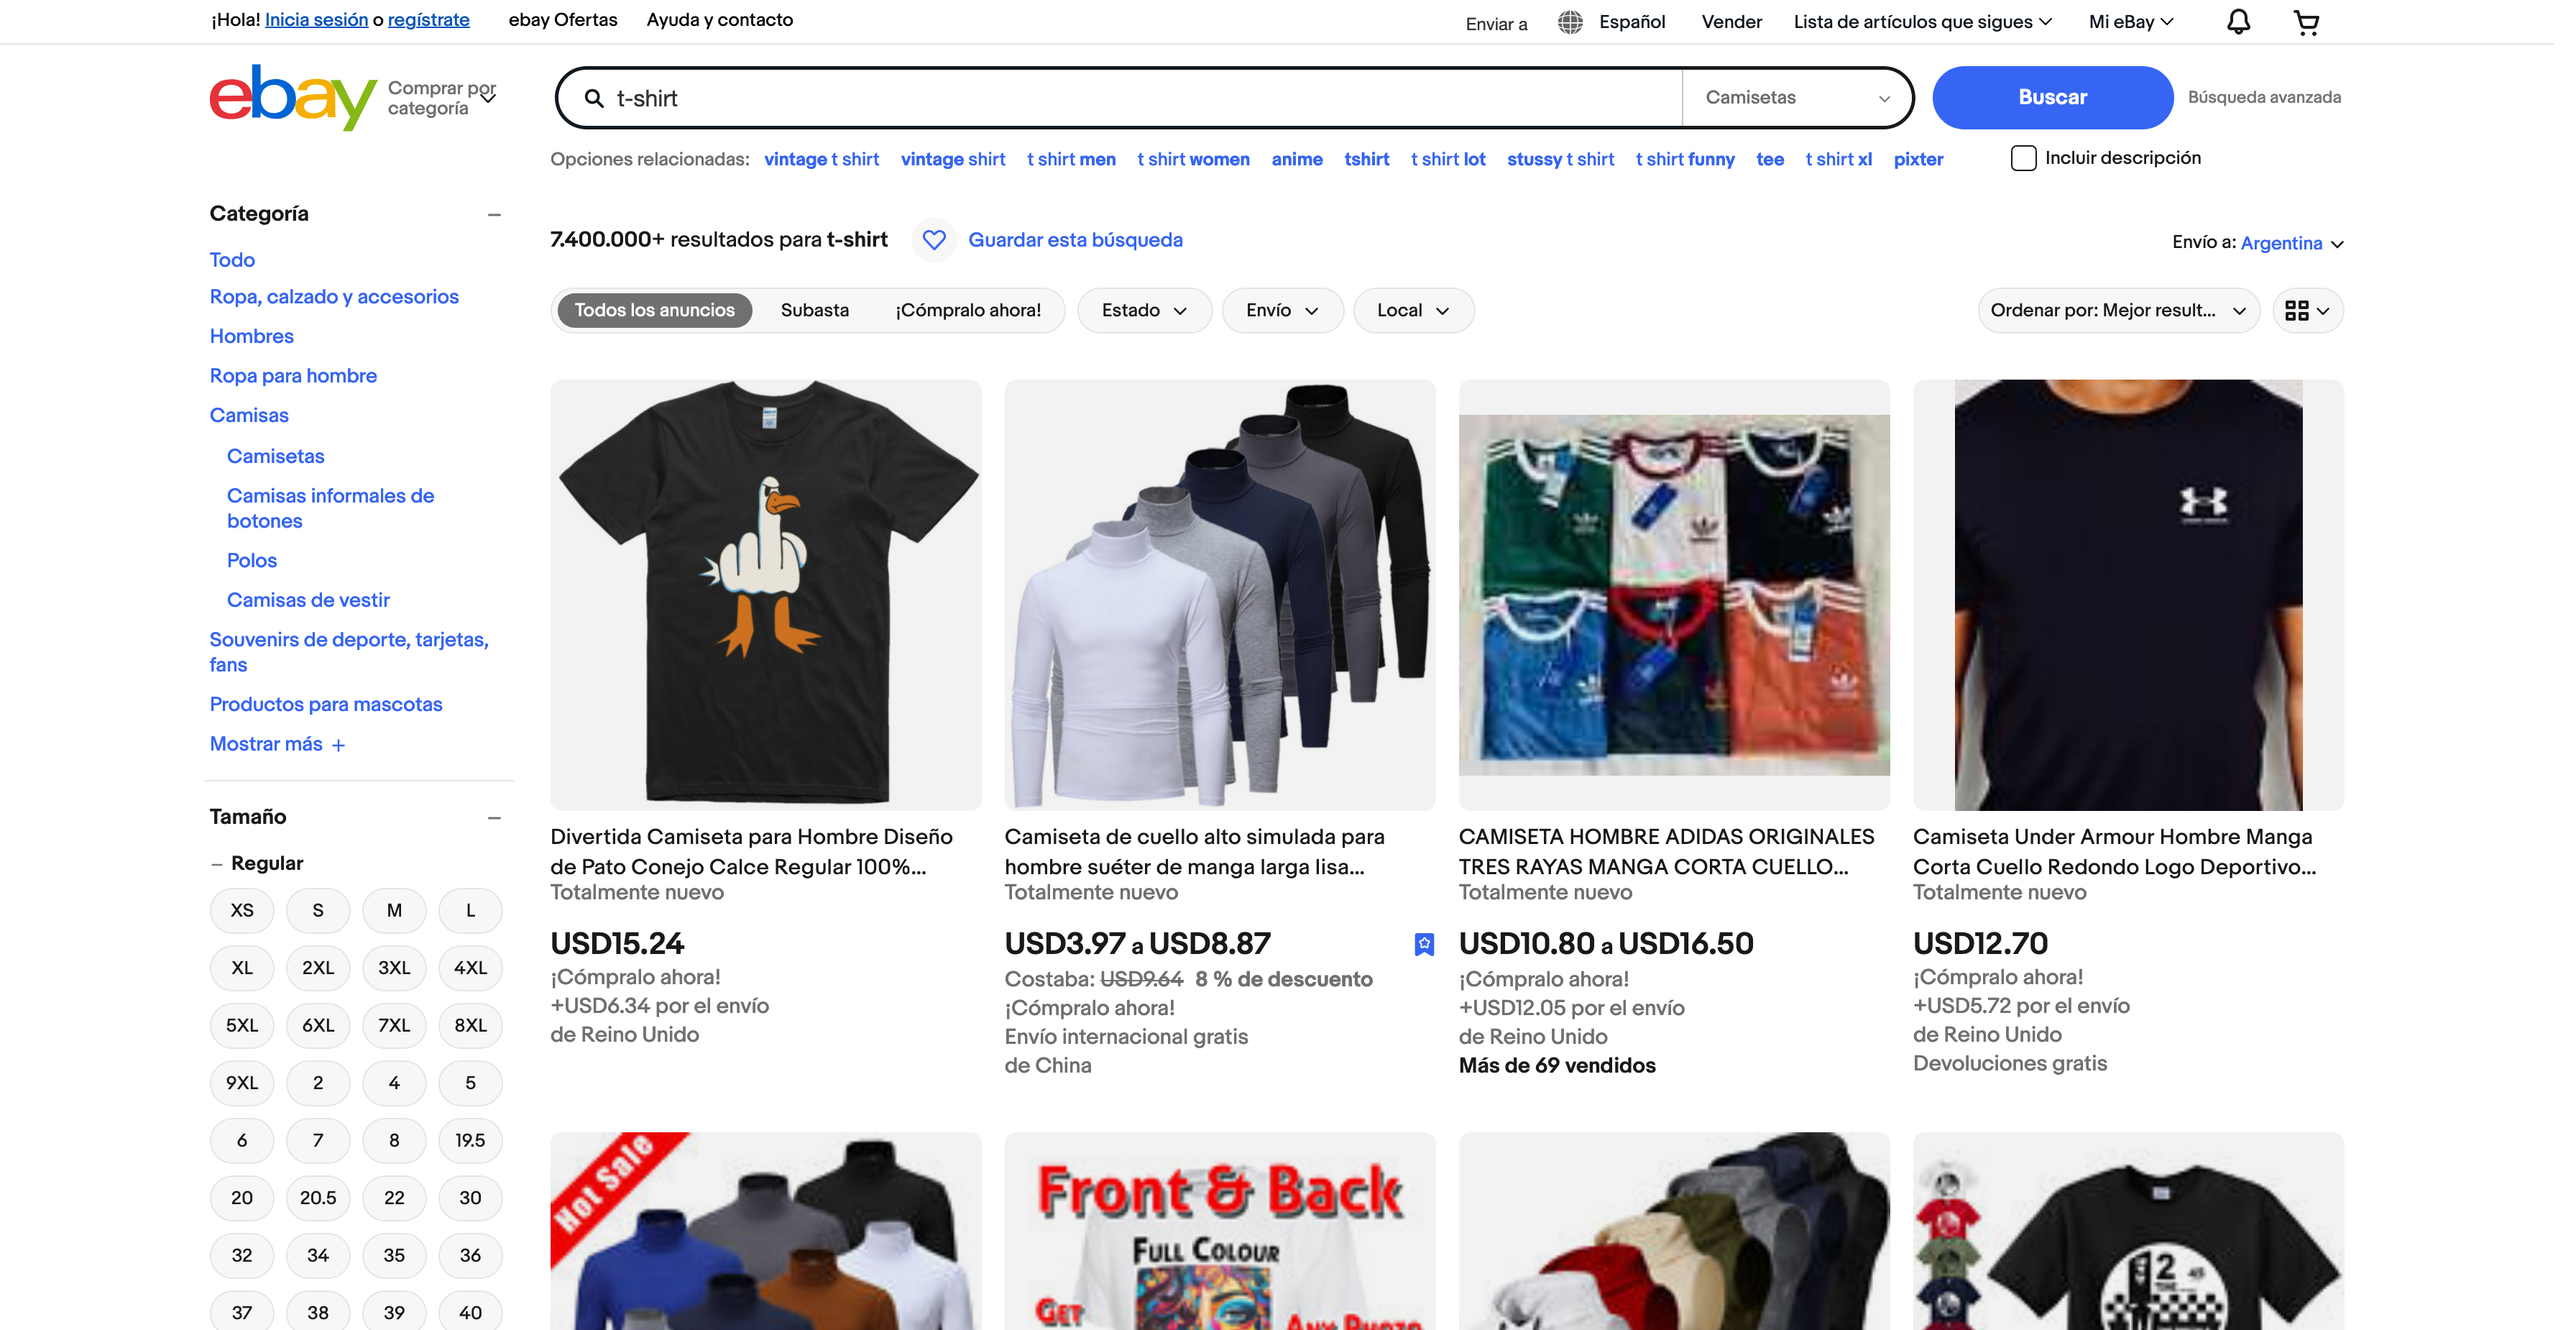 ¡Hola! Inicia sesión o regístrate
ebay Ofertas
Ayuda y contacto
Enviar a
Español
Vender
Lista de artículos que sigues
Mi eBay
ebay
Comprar por
categoría
t-shirt
Camisetas
Buscar
Búsqueda avanzada
Opciones relacionadas: vintage t shirt vintage shirt t shirt men t shirt women anime tshirt t shirt lot stussy t shirt t shirt funny tee t shirt xl pixter
Incluir descripción
Categoría
Todo
Ropa, calzado y accesorios
Hombres
Ropa para hombre
Camisas
Camisetas
Camisas informales de
botones
Polos
Camisas de vestir
Souvenirs de deporte, tarjetas,
fans
Productos para mascotas
Mostrar más +
Tamaño
Regular
XS S M L
XL 2XL 3XL 4XL
5XL 6XL 7XL 8XL
9XL 2 4 5
6 7 8 19.5
20 20.5 22 30
32 34 35 36
37 38 39 40
7.400.000+ resultados para t-shirt
Guardar esta búsqueda
Envío a: Argentina
Todos los anuncios
Subasta
¡Cómpralo ahora!
Estado
Envío
Local
Ordenar por: Mejor result...
Divertida Camiseta para Hombre Diseño
de Pato Conejo Calce Regular 100%...
Totalmente nuevo
USD15.24
¡Cómpralo ahora!
+USD6.34 por el envío
de Reino Unido
Camiseta de cuello alto simulada para
hombre suéter de manga larga lisa...
Totalmente nuevo
USD3.97 a USD8.87
Costaba: USD9.64 8 % de descuento
¡Cómpralo ahora!
Envío internacional gratis
de China
CAMISETA HOMBRE ADIDAS ORIGINALES
TRES RAYAS MANGA CORTA CUELLO...
Totalmente nuevo
USD10.80 a USD16.50
¡Cómpralo ahora!
+USD12.05 por el envío
de Reino Unido
Más de 69 vendidos
Camiseta Under Armour Hombre Manga
Corta Cuello Redondo Logo Deportivo...
Totalmente nuevo
USD12.70
¡Cómpralo ahora!
+USD5.72 por el envío
de Reino Unido
Devoluciones gratis
Hot Sale
Front & Back
FULL COLOUR
GET
ANY PHOTO
2